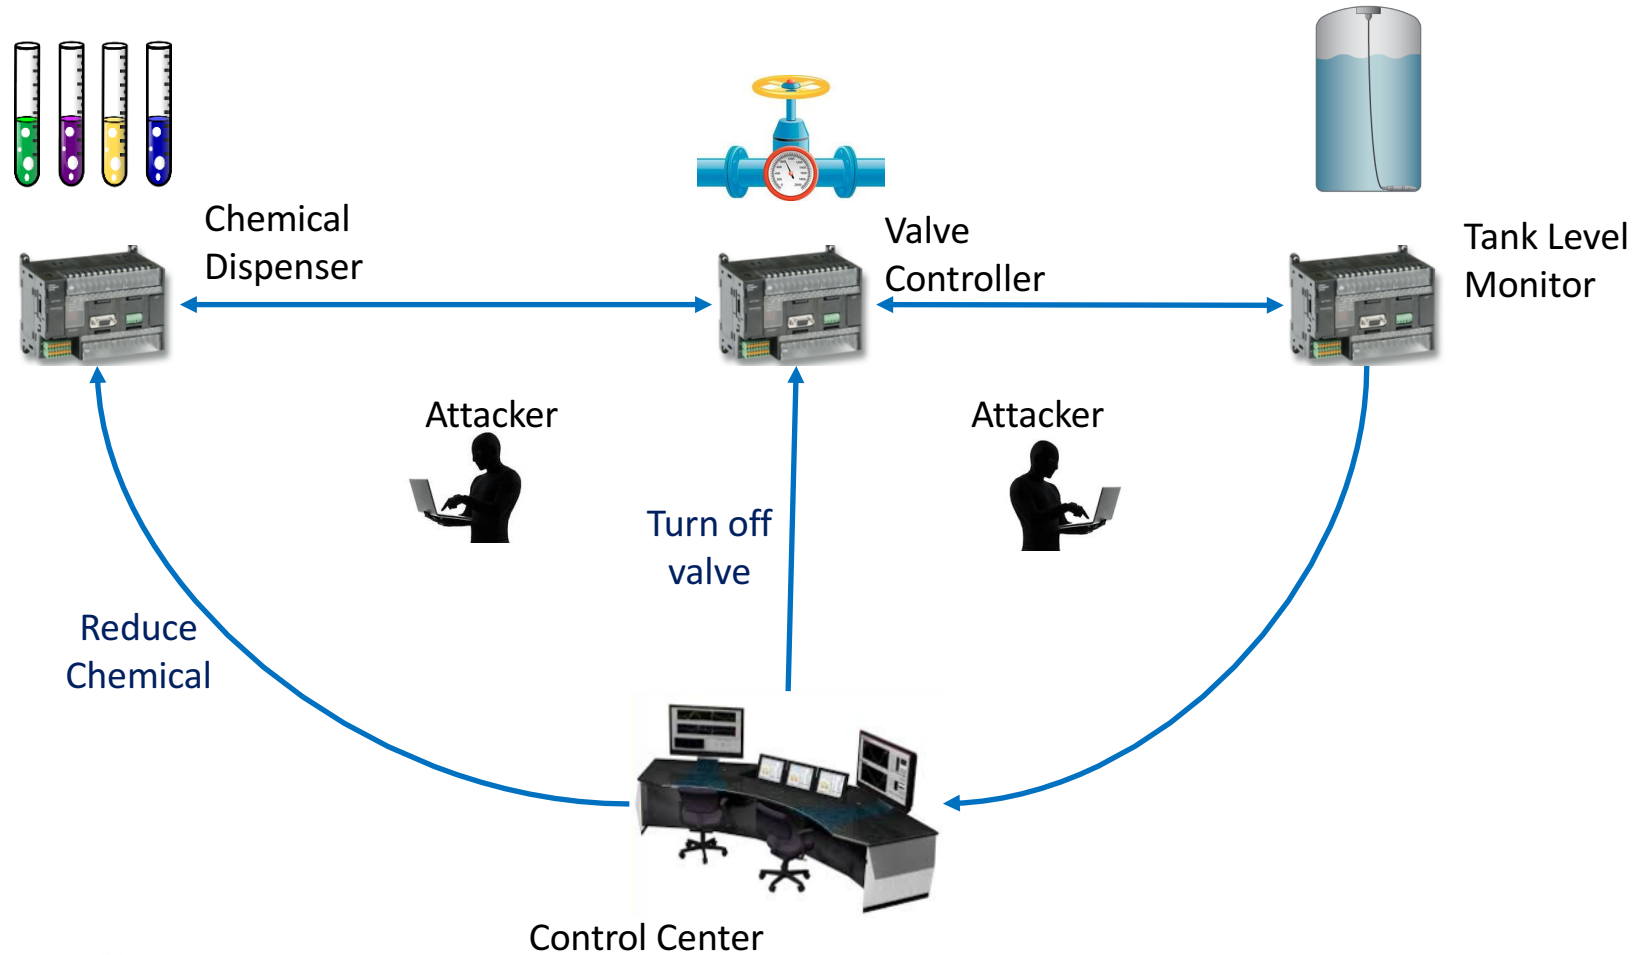 Chemical
Dispenser
Valve
Controller
Tank Level
Monitor
Attacker
Attacker
Turn off
valve
Reduce
Chemical
Control Center